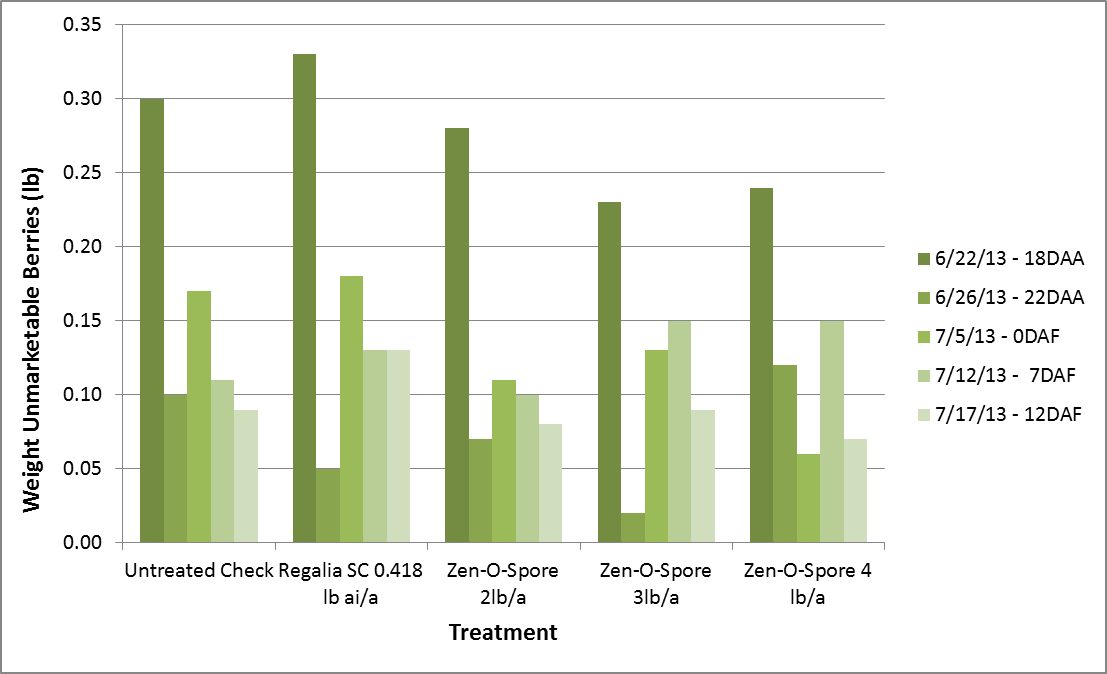 0.35
0.30
0.25
0.20
0.15
0.10
0.05
0.00
Weight Unmarketable Berries (lb)
Untreated Check
Regalia SC 0.418
lb ai/a
Zen-O-Spore
2lb/a
Zen-O-Spore
3lb/a
Zen-O-Spore 4
lb/a
Treatment
6/22/13 - 18DAA
6/26/13 - 22DAA
7/5/13 - 0DAF
7/12/13 -  7DAF
7/17/13 - 12DAF